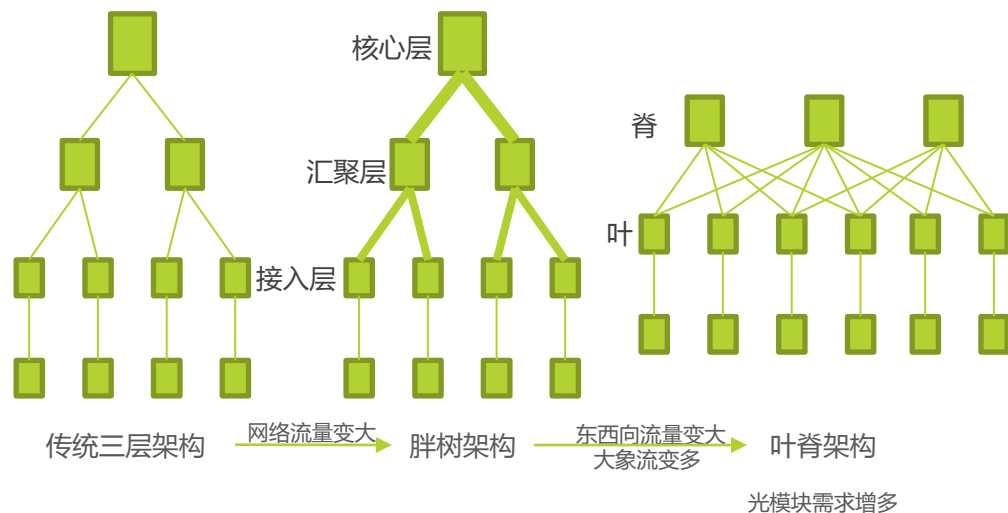 核心层
脊
汇聚层
叶
接入层
传统三层架构
网络流量变大
胖树架构
东西向流量变大
大象流变多
叶脊架构
光模块需求增多